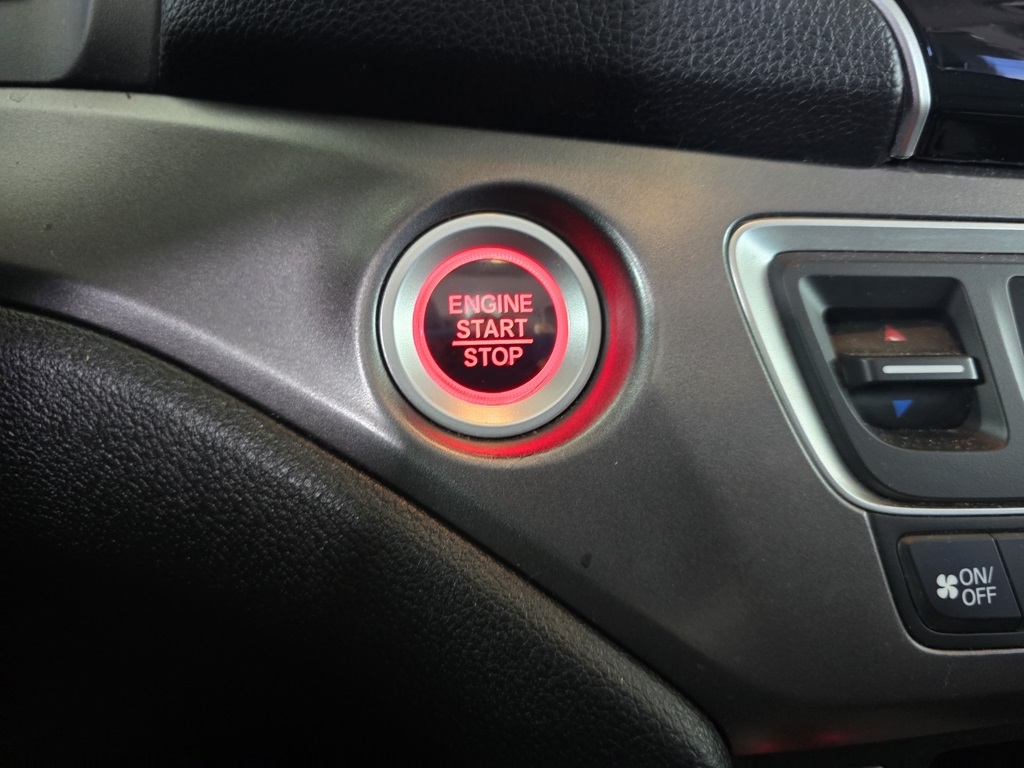 ENGINE
START
STOP
ON/
OFF